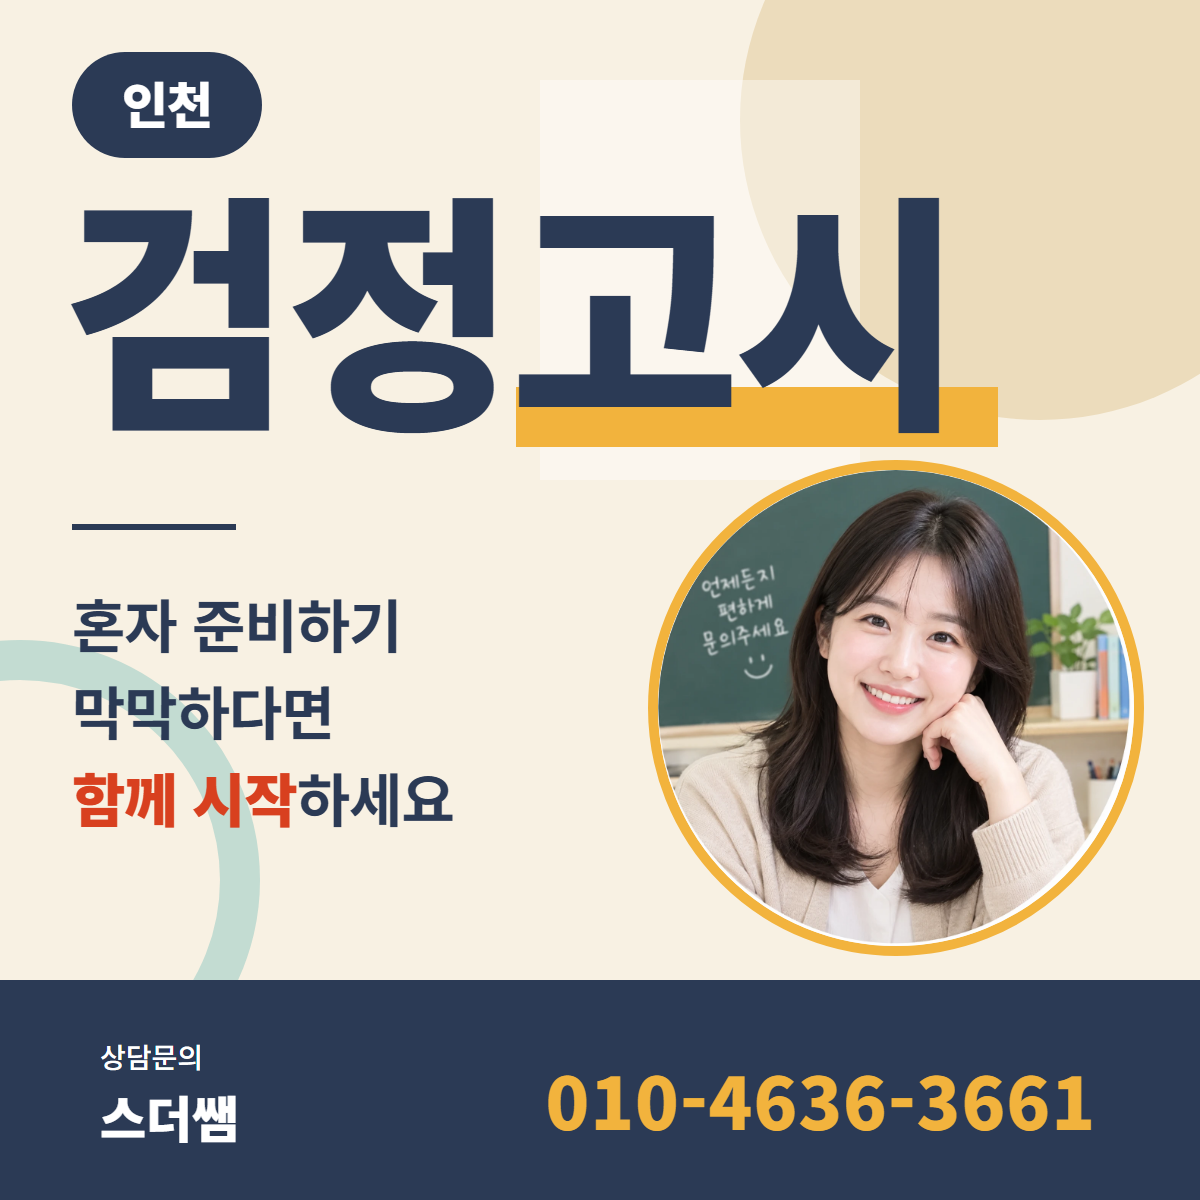 인천
검정고시
혼자 준비하기
막막하다면
함께 시작하세요
언제든지
편하게
문의주세요
상담문의
스더쌤
010-4636-3661